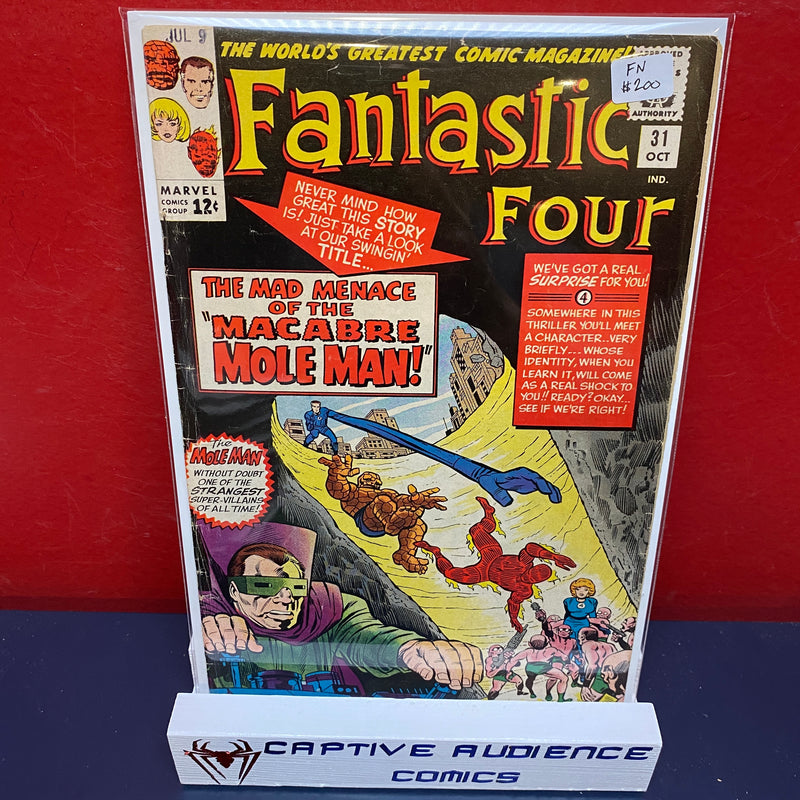 JUL 9
THE WORLD'S GREATEST COMIC MAGAZINE!
APPROVED
FN
$200
AUTHORITY
Fantastic
Four
31
OCT
IND.
MARVEL
COMICS
GROUP
12¢
NEVER MIND HOW
GREAT THIS STORY
IS! JUST TAKE A LOOK
AT OUR SWINGIN'
TITLE...
THE MAD MENACE
OF THE
"MACABRE
MOLE MAN!"
WE'VE GOT A REAL
SURPRISE FOR YOU!
4
SOMEWHERE IN THIS
THRILLER YOU'LL MEET
A CHARACTER..VERY
BRIEFLY... WHOSE
IDENTITY, WHEN YOU
LEARN IT, WILL COME
AS A REAL SHOCK TO
YOU!! READY? OKAY...
SEE IF WE'RE RIGHT!
The
MOLE MAN
WITHOUT DOUBT
ONE OF THE
STRANGEST
SUPER-VILLAINS
OF ALL TIME!
CAPTIVE AUDIENCE
COMICS